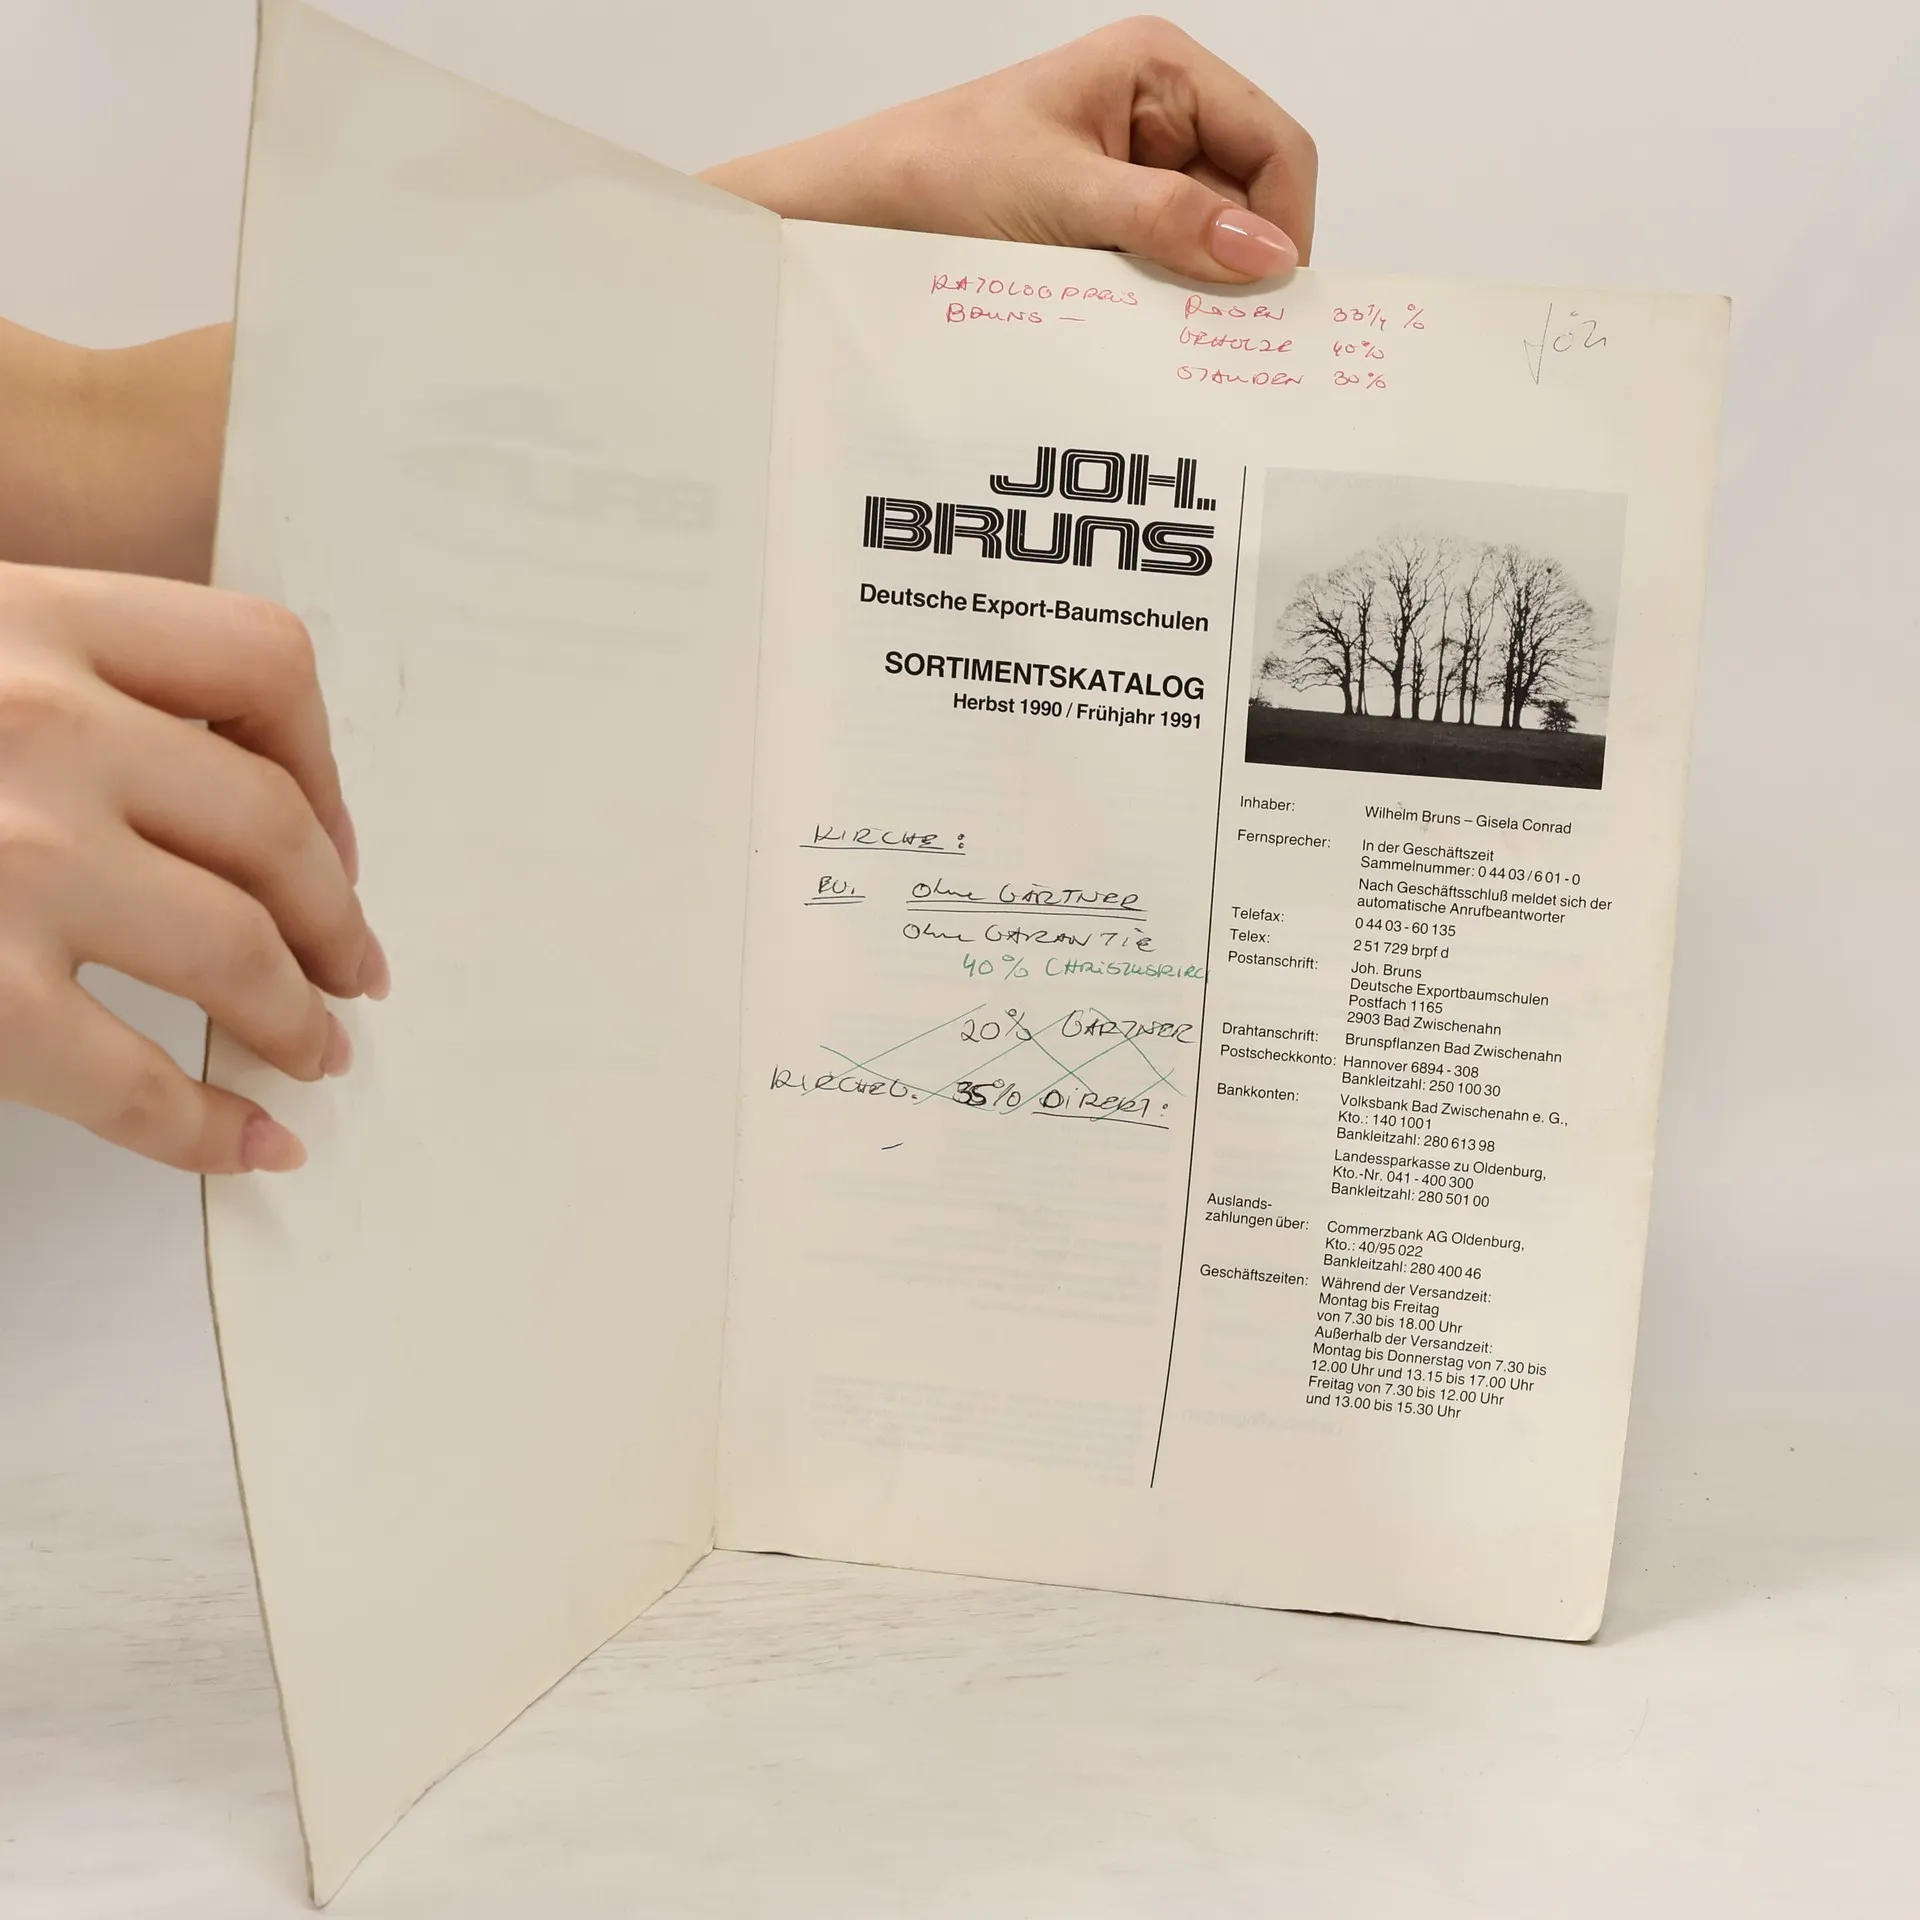 KATOLOGPREIS ROSEN 33 1/4 %
BRUNS —
GEHÖLZE 40%
STAUDEN 30%
JOH.
BRUNS
Deutsche Export-Baumschulen
SORTIMENTSKATALOG
Herbst 1990 / Frühjahr 1991
KIRCHE:
ohne GÄRTNER
ohne GARANTIE
40% CHRISTUSKIRC
20% GÄRTNER
35% DIREKT:
Inhaber: Wilhelm Bruns – Gisela Conrad
Fernsprecher: In der Geschäftszeit
Sammelnummer: 0 44 03 / 6 01 - 0
Nach Geschäftsschluß meldet sich der
automatische Anrufbeantworter
Telefax: 0 44 03 - 60 135
Telex: 2 51 729 brpf d
Postanschrift: Joh. Bruns
Deutsche Exportbaumschulen
Postfach 1165
2903 Bad Zwischenahn
Drahtanschrift: Brunspflanzen Bad Zwischenahn
Postscheckkonto: Hannover 6894 - 308
Bankleitzahl: 250 100 30
Bankkonten: Volksbank Bad Zwischenahn e. G.,
Kto.: 140 1001
Bankleitzahl: 280 613 98
Landessparkasse zu Oldenburg,
Kto.-Nr. 041 - 400 300
Bankleitzahl: 280 501 00
Auslands-
zahlungen über: Commerzbank AG Oldenburg,
Kto.: 40/95 022
Bankleitzahl: 280 400 46
Geschäftszeiten: Während der Versandzeit:
Montag bis Freitag
von 7.30 bis 18.00 Uhr
Außerhalb der Versandzeit:
Montag bis Donnerstag von 7.30 bis
12.00 Uhr und 13.15 bis 17.00 Uhr
Freitag von 7.30 bis 12.00 Uhr
und 13.00 bis 15.30 Uhr